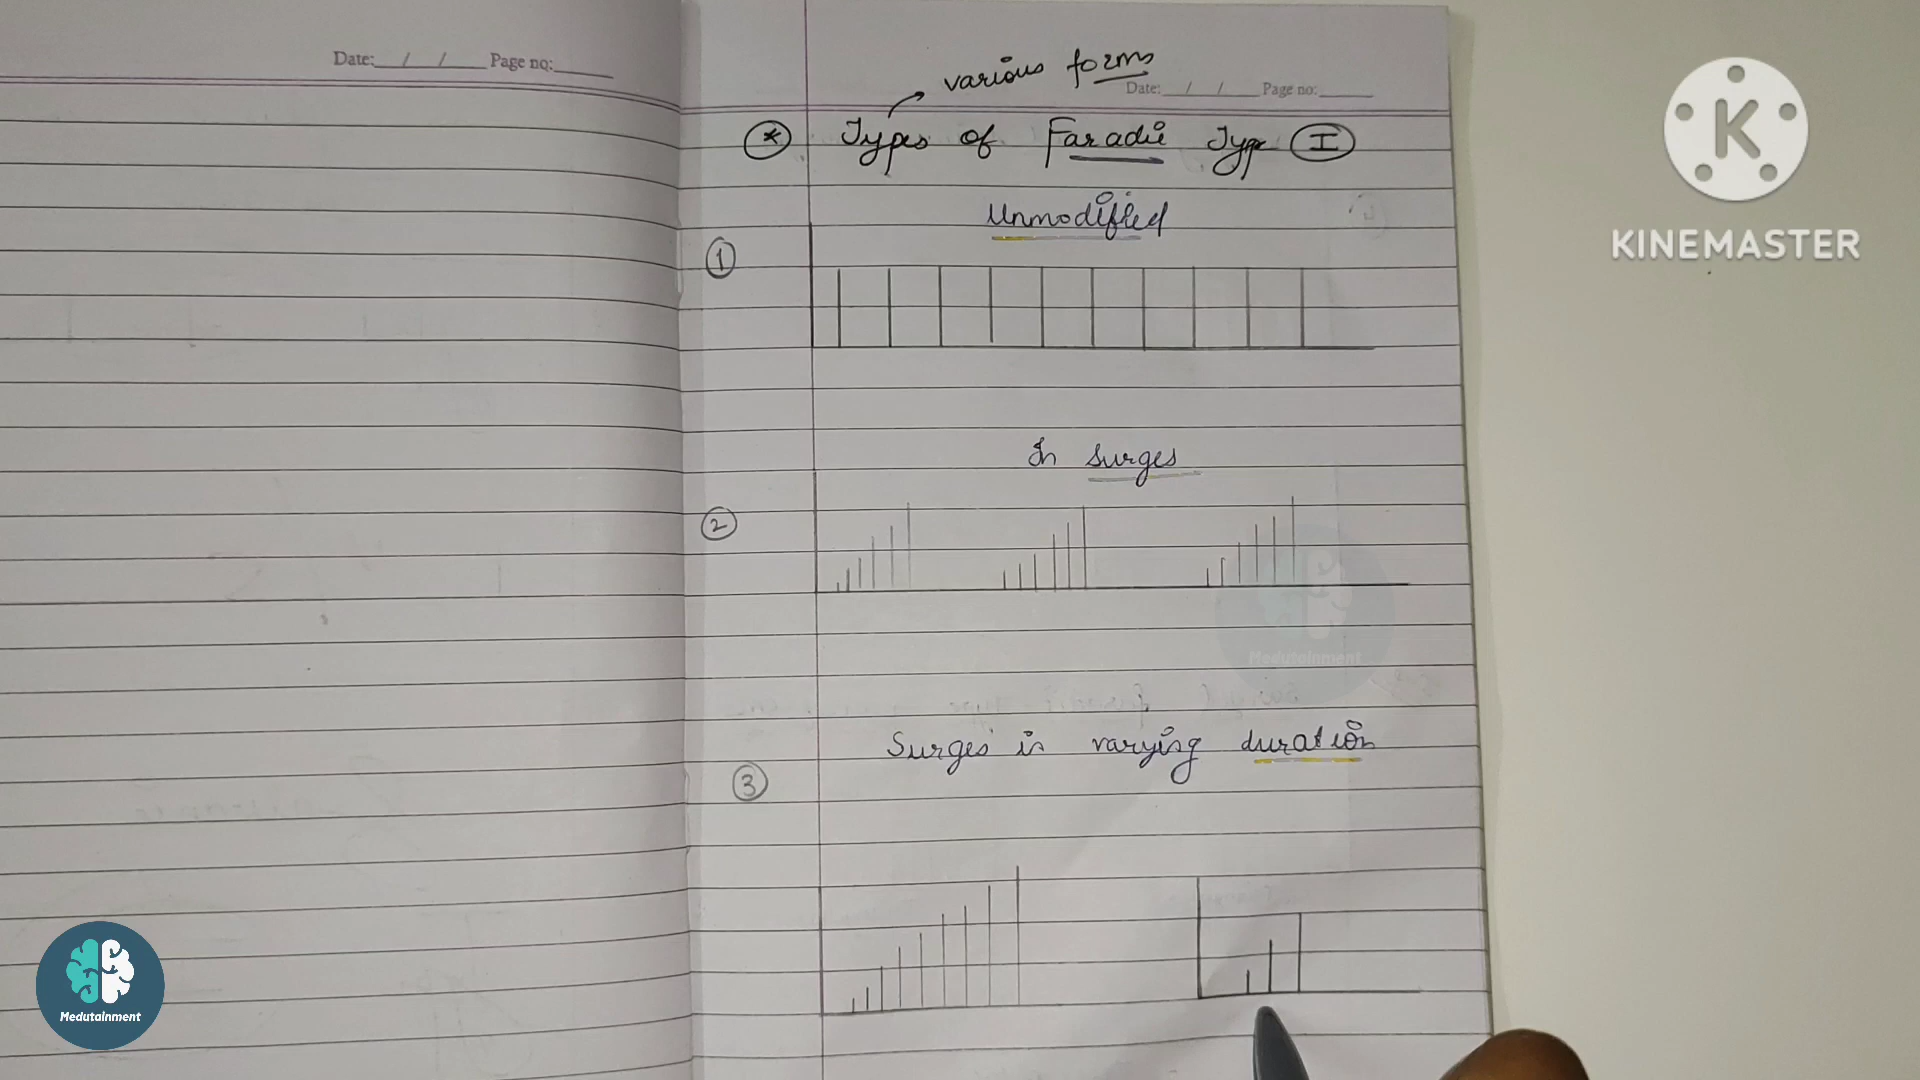 Date: / / Page no:
various forms
Date: / / Page no:
* Types of Faradic Type I
Unmodified
1
In Surges
2
Medutainment
Surges in varying duration
3
K
KINEMASTER
Medutainment